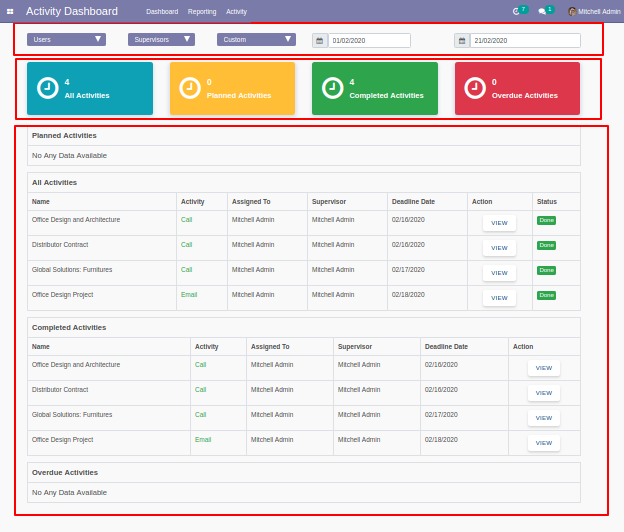 Activity Dashboard Dashboard Reporting Activity 7 1 Mitchell Admin
Users Supervisors Custom 01/02/2020 21/02/2020
4 0 4 0
All Activities Planned Activities Completed Activities Overdue Activities
Planned Activities
No Any Data Available
All Activities
Name Activity Assigned To Supervisor Deadline Date Action Status
Office Design and Architecture Call Mitchell Admin Mitchell Admin 02/16/2020 VIEW Done
Distributor Contract Call Mitchell Admin Mitchell Admin 02/16/2020 VIEW Done
Global Solutions: Furnitures Call Mitchell Admin Mitchell Admin 02/17/2020 VIEW Done
Office Design Project Email Mitchell Admin Mitchell Admin 02/18/2020 VIEW Done
Completed Activities
Name Activity Assigned To Supervisor Deadline Date Action
Office Design and Architecture Call Mitchell Admin Mitchell Admin 02/16/2020 VIEW
Distributor Contract Call Mitchell Admin Mitchell Admin 02/16/2020 VIEW
Global Solutions: Furnitures Call Mitchell Admin Mitchell Admin 02/17/2020 VIEW
Office Design Project Email Mitchell Admin Mitchell Admin 02/18/2020 VIEW
Overdue Activities
No Any Data Available